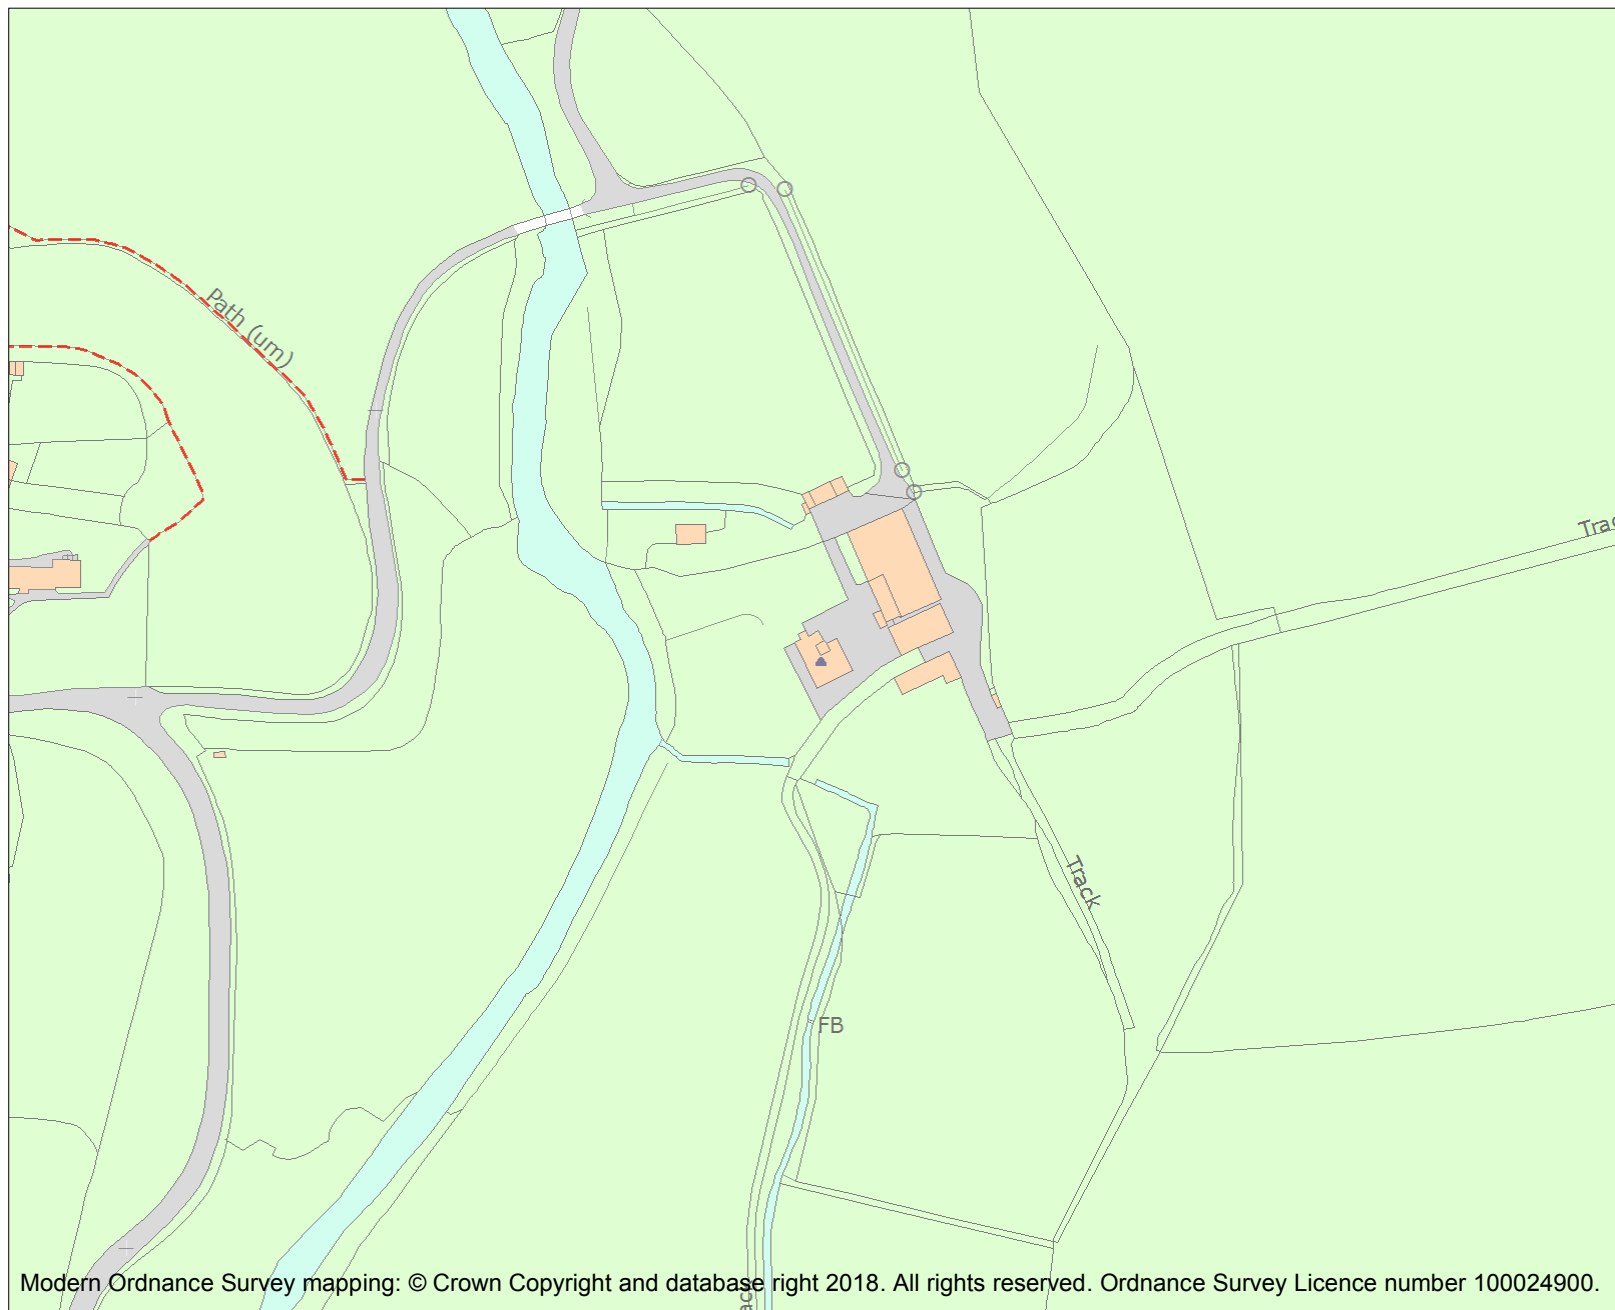 Path (um)
Trac
Track
FB
Modern Ordnance Survey mapping: © Crown Copyright and database right 2018. All rights reserved. Ordnance Survey Licence number 100024900.